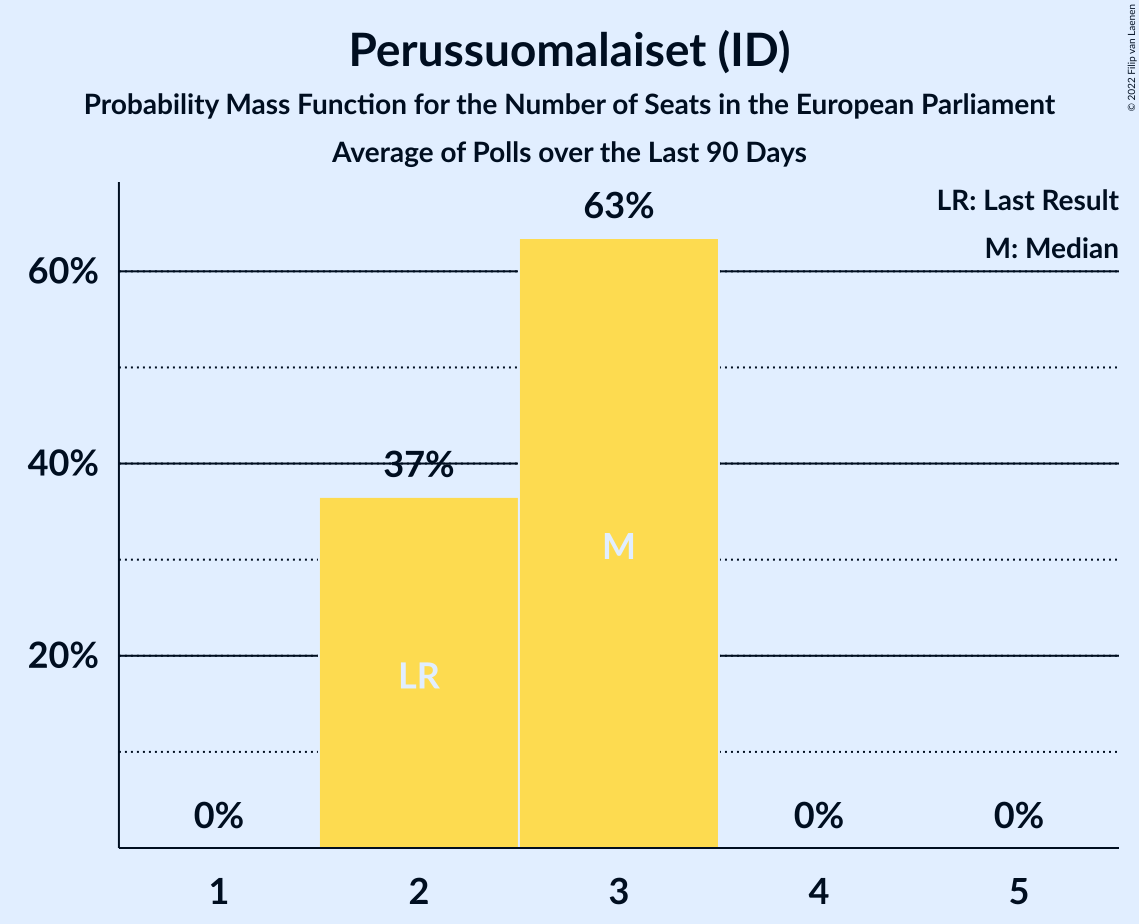 Perussuomalaiset (ID)
Probability Mass Function for the Number of Seats in the European Parliament
Average of Polls over the Last 90 Days
© 2022 Filip van Laenen
LR: Last Result
M: Median
63%
60%
37%
40%
M
20%
LR
0%
0%
0%
1
2
3
4
5